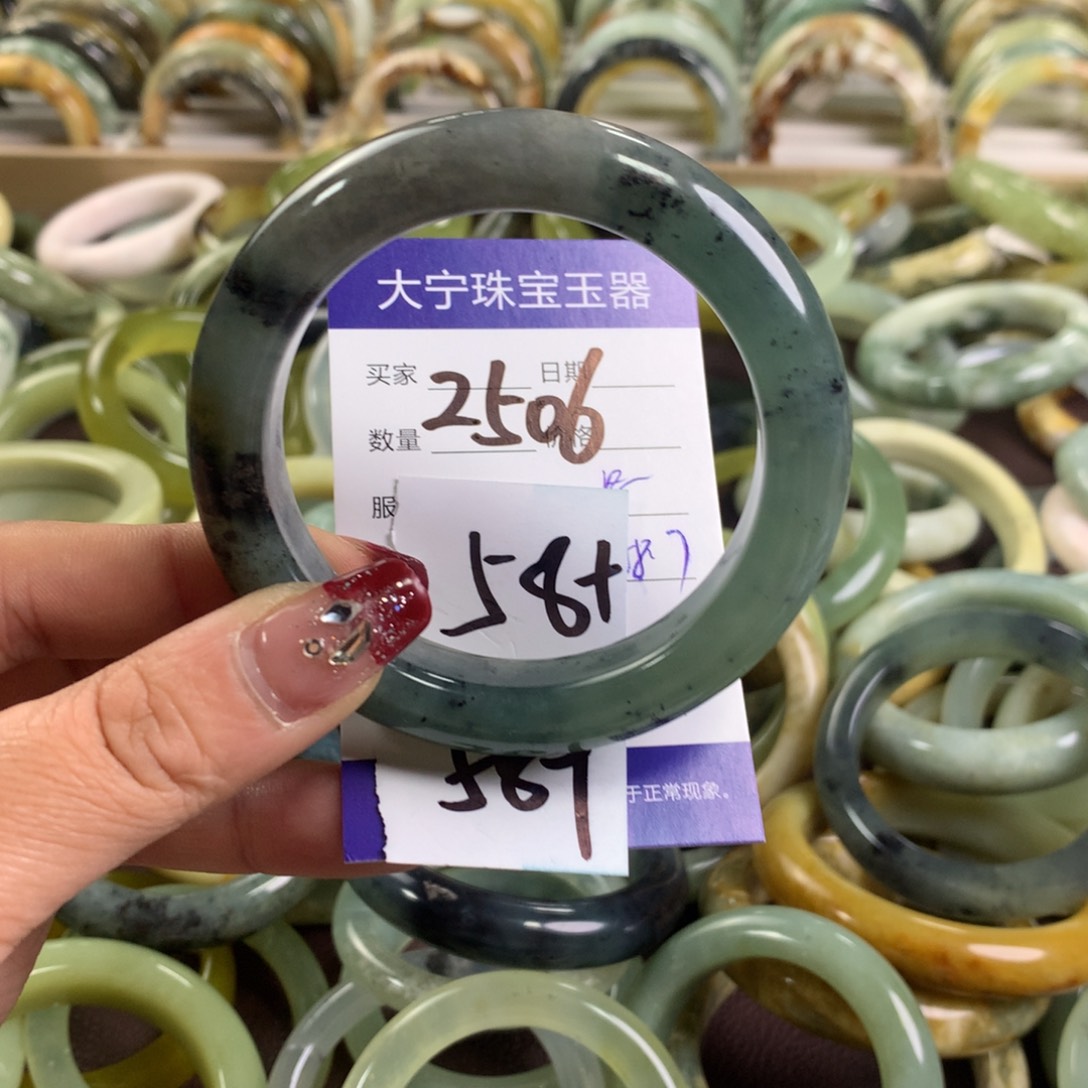 大宁珠宝玉器
买家 日期
2506
数量 价格
服
58+
587
于正常现象。